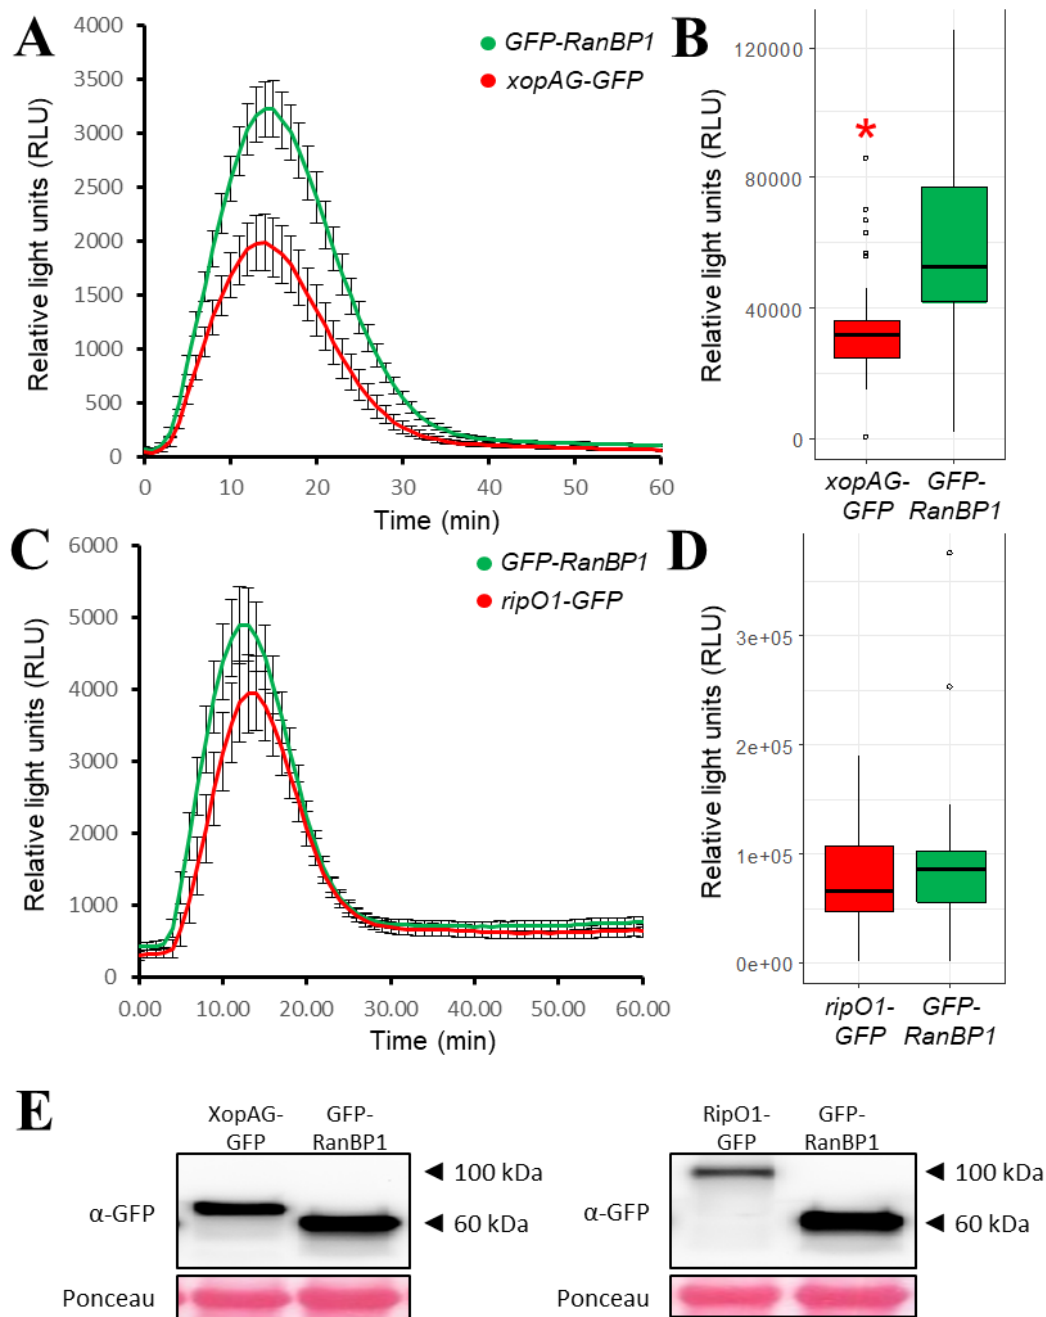 A
Relative light units (RLU)
4000
3500
3000
2500
2000
1500
1000
500
0
GFP-RanBP1
xopAG-GFP
0 10 20 30 40 50 60
Time (min)
B
Relative light units (RLU)
120000
80000
40000
0
*
xopAG- GFP-
GFP RanBP1
C
Relative light units (RLU)
6000
5000
4000
3000
2000
1000
0
GFP-RanBP1
ripO1-GFP
0.00 10.00 20.00 30.00 40.00 50.00 60.00
Time (min)
D
Relative light units (RLU)
3e+05
2e+05
1e+05
0e+00
ripO1- GFP-
GFP RanBP1
E
XopAG- GFP-
GFP RanBP1
α-GFP
◄ 100 kDa
◄ 60 kDa
Ponceau
RipO1- GFP-
GFP RanBP1
α-GFP
◄ 100 kDa
◄ 60 kDa
Ponceau